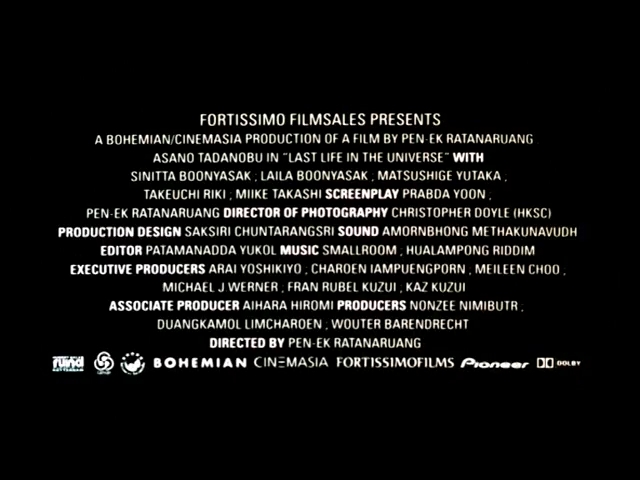 FORTISSIMO FILMSALES PRESENTS
A BOHEMIAN/CINEMASIA PRODUCTION OF A FILM BY PEN-EK RATANARUANG
ASANO TADANOBU IN "LAST LIFE IN THE UNIVERSE" WITH
SINITTA BOONYASAK ; LAILA BOONYASAK ; MATSUSHIGE YUTAKA ;
TAKEUCHI RIKI ; MIIKE TAKASHI SCREENPLAY PRABDA YOON ;
PEN-EK RATANARUANG DIRECTOR OF PHOTOGRAPHY CHRISTOPHER DOYLE (HKSC)
PRODUCTION DESIGN SAKSIRI CHUNTARANGSRI SOUND AMORNBHONG METHAKUNAVUDH
EDITOR PATAMANADDA YUKOL MUSIC SMALLROOM ; HUALAMPONG RIDDIM
EXECUTIVE PRODUCERS ARAI YOSHIKIYO ; CHAROEN IAMPUENGPORN ; MEILEEN CHOO ;
MICHAEL J WERNER ; FRAN RUBEL KUZUI ; KAZ KUZUI
ASSOCIATE PRODUCER AIHARA HIROMI PRODUCERS NONZEE NIMIBUTR ;
DUANGKAMOL LIMCHAROEN ; WOUTER BARENDRECHT
DIRECTED BY PEN-EK RATANARUANG
BOHEMIAN CINEMASIA FORTISSIMOFILMS Pioneer DOLBY